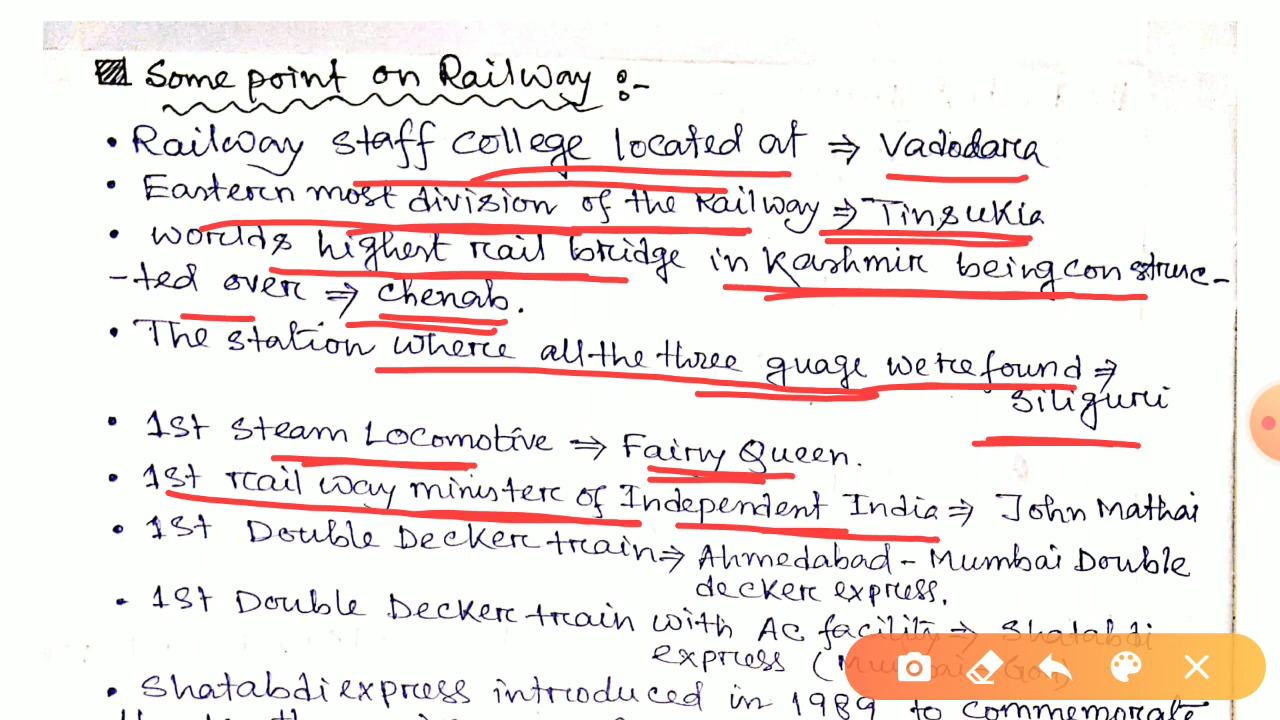 Some point on Railway :-
• Railway staff college located at ⇒ Vadodara
• Eastern most division of the Railway ⇒ Tinsukia
• Worlds highest rail bridge in Kashmir being construc-
-ted over ⇒ Chenab.
• The station where all the three guage were found ⇒
Siliguri
• 1st Steam Locomotive ⇒ Fairy Queen.
• 1st railway minister of Independent India ⇒ John Mathai
• 1st Double Decker train ⇒ Ahmedabad - Mumbai Double
decker express.
• 1st Double Decker train with AC facility ⇒ Shatabdi
express (Mumbai - Goa)
• Shatabdi express introduced in 1989 to commemorate